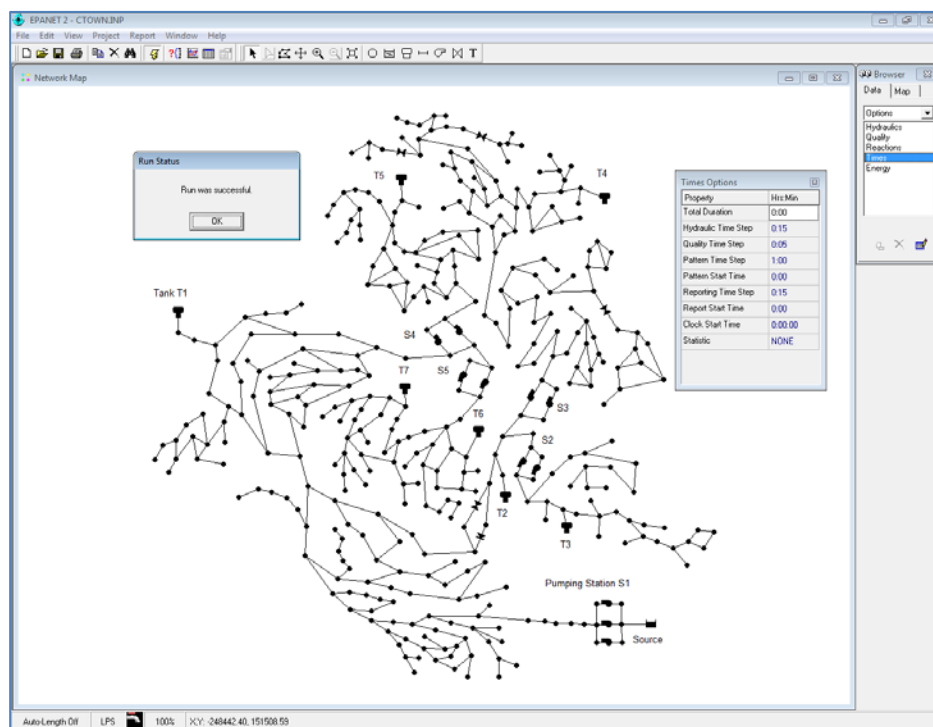 EPANET 2 - CTOWN.INP
File Edit View Project Report Window Help
T
Network Map
Browser
Data Map
Options
Hydraulics
Quality
Reactions
Times
Energy
Run Status
Run was successful.
OK
Times Options
Property Hrs:Min
Total Duration 0:00
Hydraulic Time Step 0:15
Quality Time Step 0:05
Pattern Time Step 1:00
Pattern Start Time 0:00
Reporting Time Step 0:15
Report Start Time 0:00
Clock Start Time 0:00:00
Statistic NONE
T5
T4
Tank T1
S4
T7
S5
S3
T6
S2
T2
T3
Pumping Station S1
Source
Auto-Length Off LPS 100% X,Y: -248442.40, 151508.59